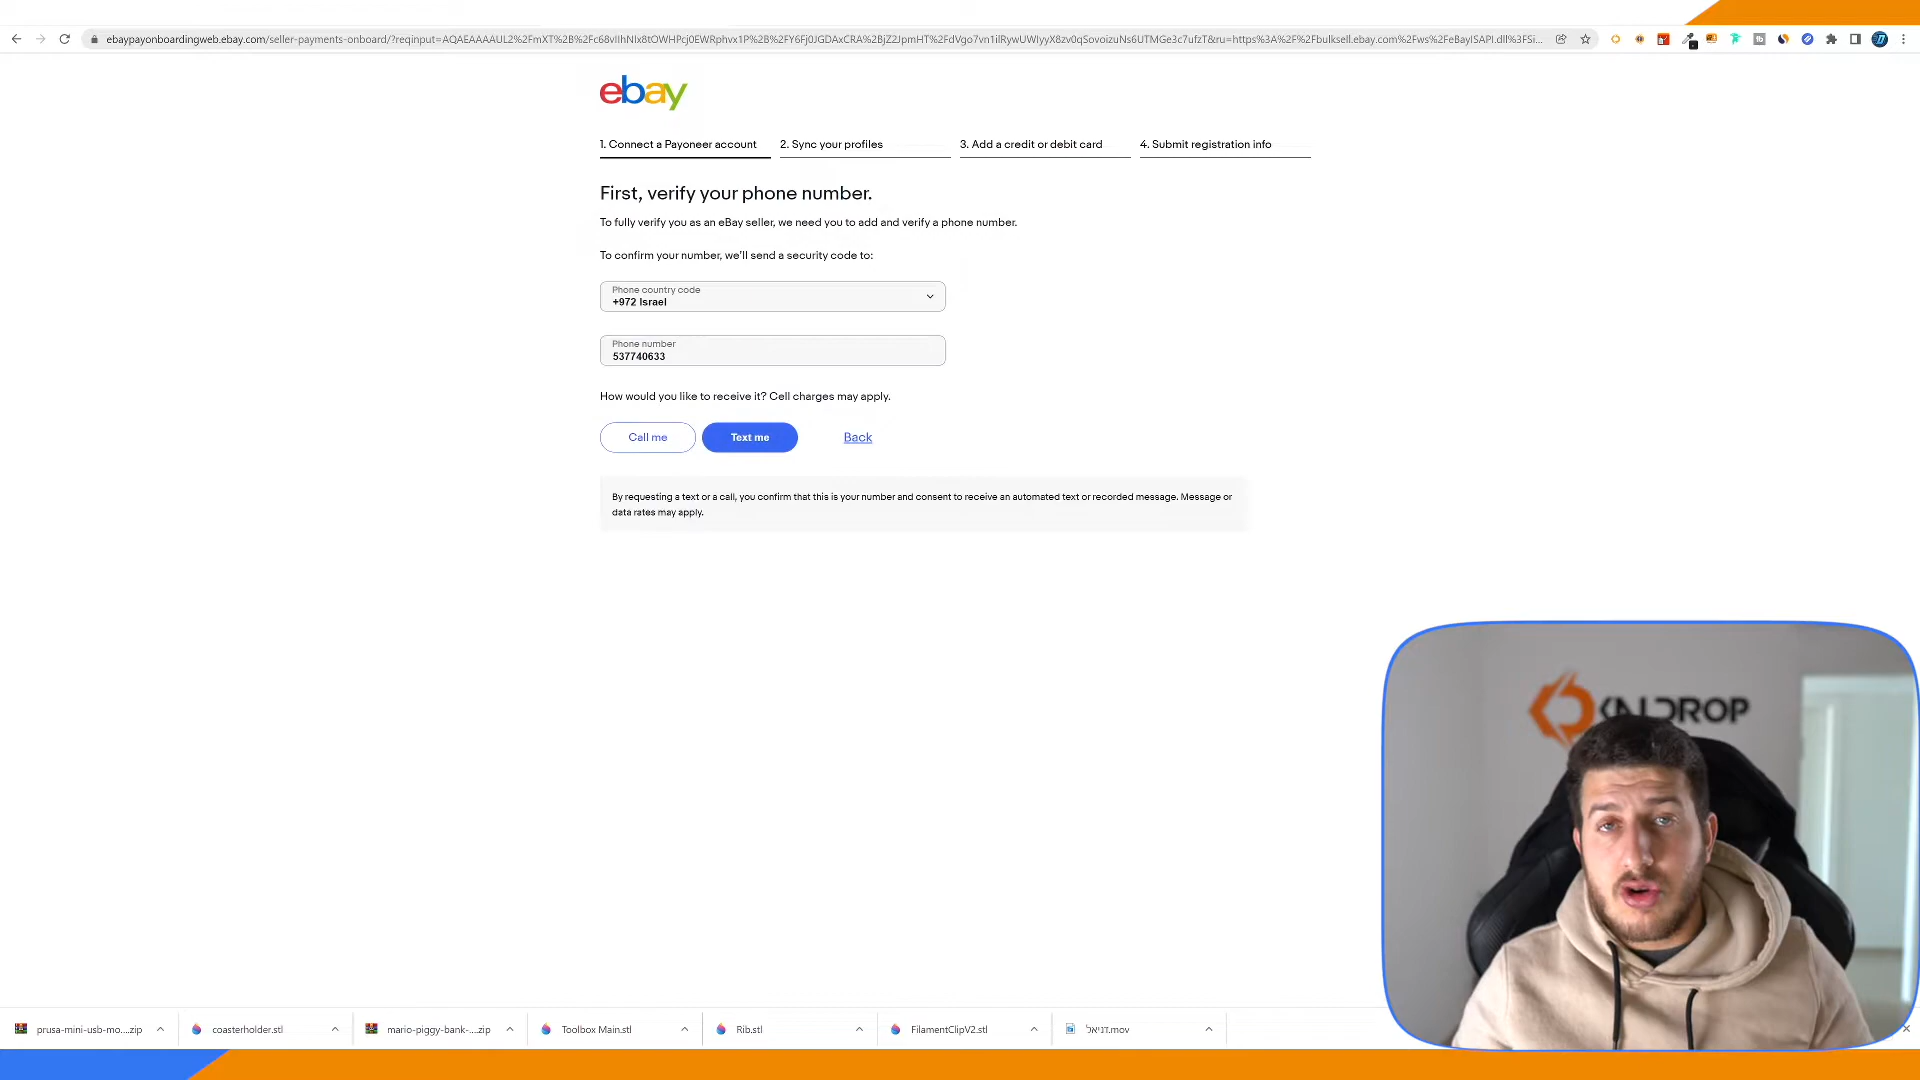 ebaypayonboardingweb.ebay.com/seller-payments-onboard/?reqinput=AQAEAAAAUL2%2FmXT%2B%2Fc68vIIhNIx8tOWHPcj0EWRphvx1P%2B%2FY6Fj0JGDAxCRA%2BjZ2JpmHT%2FdVgo7vn1ilRywUWIyyX8zv0qSovoizuNs6UTMGe3c7ufzT&ru=https%3A%2F%2Fbulksell.ebay.com%2Fws%2FeBayISAPI.dll%3FSi...
ebay
1. Connect a Payoneer account
2. Sync your profiles
3. Add a credit or debit card
4. Submit registration info
First, verify your phone number.
To fully verify you as an eBay seller, we need you to add and verify a phone number.
To confirm your number, we'll send a security code to:
Phone country code
+972 Israel
Phone number
537740633
How would you like to receive it? Cell charges may apply.
Call me
Text me
Back
By requesting a text or a call, you confirm that this is your number and consent to receive an automated text or recorded message. Message or
data rates may apply.
DROP
prusa-mini-usb-mo....zip
coasterholder.stl
mario-piggy-bank-....zip
Toolbox Main.stl
Rib.stl
FilamentClipV2.stl
דניאל.mov